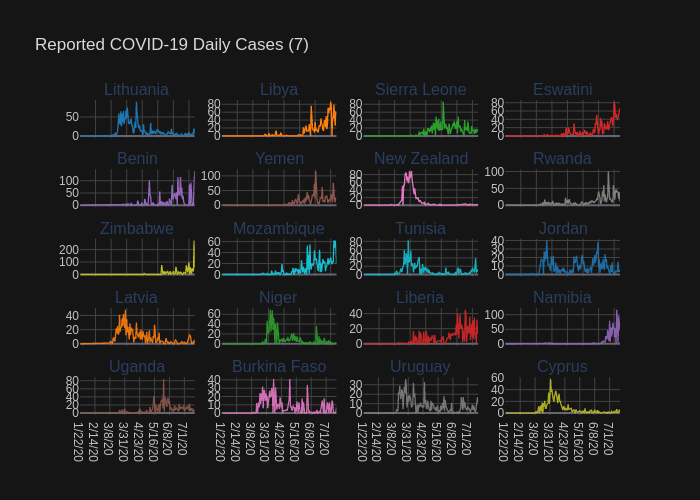 Reported COVID-19 Daily Cases (7)
Lithuania Libya Sierra Leone Eswatini
50 0 80 60 40 20 0 80 60 40 20 0 80 60 40 20 0
Benin Yemen New Zealand Rwanda
100 50 0 100 50 0 80 60 40 20 0 100 50 0
Zimbabwe Mozambique Tunisia Jordan
200 100 0 60 40 20 0 80 60 40 20 0 40 30 20 10 0
Latvia Niger Liberia Namibia
40 20 0 60 40 20 0 40 20 0 100 50 0
Uganda Burkina Faso Uruguay Cyprus
80 60 40 20 0 40 30 20 10 0 30 20 10 0 60 40 20 0
1/22/20 2/14/20 3/8/20 3/31/20 4/23/20 5/16/20 6/8/20 7/1/20 1/22/20 2/14/20 3/8/20 3/31/20 4/23/20 5/16/20 6/8/20 7/1/20 1/22/20 2/14/20 3/8/20 3/31/20 4/23/20 5/16/20 6/8/20 7/1/20 1/22/20 2/14/20 3/8/20 3/31/20 4/23/20 5/16/20 6/8/20 7/1/20